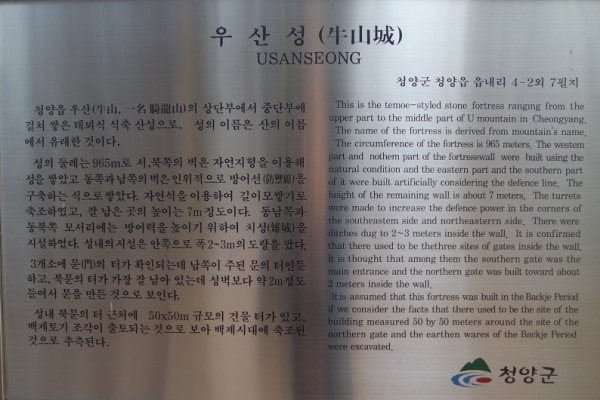 우 산 성 (牛山城)
USANSEONG
청양군 청양읍 읍내리 4-2외 7필지
청양읍 우산(牛山, 一名 騎龍山)의 상단부에서 중단부에
걸쳐 쌓은 테뫼식 석축 산성으로, 성의 이름은 산의 이름
에서 유래한 것이다.
성의 둘레는 965m로 서,북쪽의 벽은 자연지형을 이용해
성을 쌓았고 동쪽과 남쪽의 벽은 인위적으로 방어선(防禦線)을
구축하는 식으로 쌓았다. 자연석을 이용하여 길이모쌓기로
축조하였고, 잘 남은 곳의 높이는 7m 정도이다. 동남쪽과
동북쪽 모서리에는 방어력을 높이기 위하여 치성(雉城)을
시설하였다. 성내의 시설은 안쪽으로 폭 2~3m의 도랑을 팠다.
3개소에 문(門)의 터가 확인되는데 남쪽이 주된 문의 터인듯
하고, 북문의 터가 가장 잘 남아 있는데 성벽보다 약 2m 정도
들여서 문을 만든 것으로 보인다.
성내 북문의 터 근처에 50x50m 규모의 건물 터가 있고,
백제토기 조각이 출토되는 것으로 보아 백제시대에 축조된
것으로 추측된다.
This is the temoe-styled stone fortress ranging from the
upper part to the middle part of U mountain in Cheongyang.
The name of the fortress is derived from mountain's name.
The circumference of the fortress is 965 meters. The western
part and nothern part of the fortresswall were built using the
natural condition and the eastern part and the southern part
of it were built artificially considering the defence line. The
height of the remaining wall is about 7 meters. The turrets
were made to increase the defence power in the corners of
the southeastern side and northeasterrn side. There were
ditches dug to 2~3 meters inside the wall. It is confirmed
that there used to be thethree sites of gates inside the wall.
It is thought that among them the southern gate was the
main entrance and the northern gate was built toward about
2 meters inside the wall.
It is assumed that this fortress was built in the Backje Period
if we consider the facts that there used to be the site of the
building measured 50 by 50 meters around the site of the
northern gate and the earthen wares of the Backje Period
were excavated.
청양군